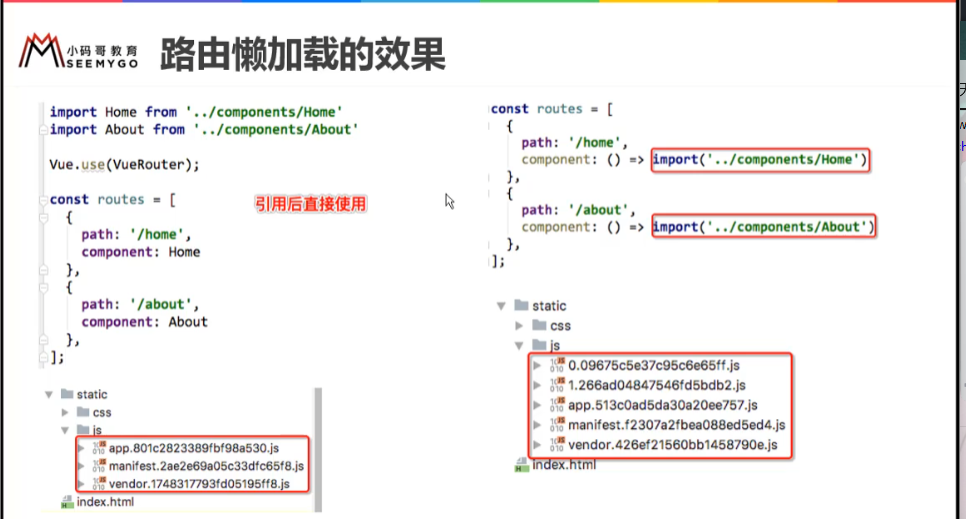 小码哥教育
SEEMYGO
路由懒加载的效果
import Home from '../components/Home'
import About from '../components/About'
Vue.use(VueRouter);
const routes = [
{
path: '/home',
component: Home
},
{
path: '/about',
component: About
},
];
引用后直接使用
static
css
js
app.801c2823389fbf98a530.js
manifest.2ae2e69a05c33dfc65f8.js
vendor.1748317793fd05195ff8.js
index.html
const routes = [
{
path: '/home',
component: () => import('../components/Home')
},
{
path: '/about',
component: () => import('../components/About')
},
];
static
css
js
0.09675c5e37c95c6e65ff.js
1.266ad04847546fd5bdb2.js
app.513c0ad5da30a20ee757.js
manifest.f2307a2fbea088ed5ed4.js
vendor.426ef21560bb1458790e.js
index.html